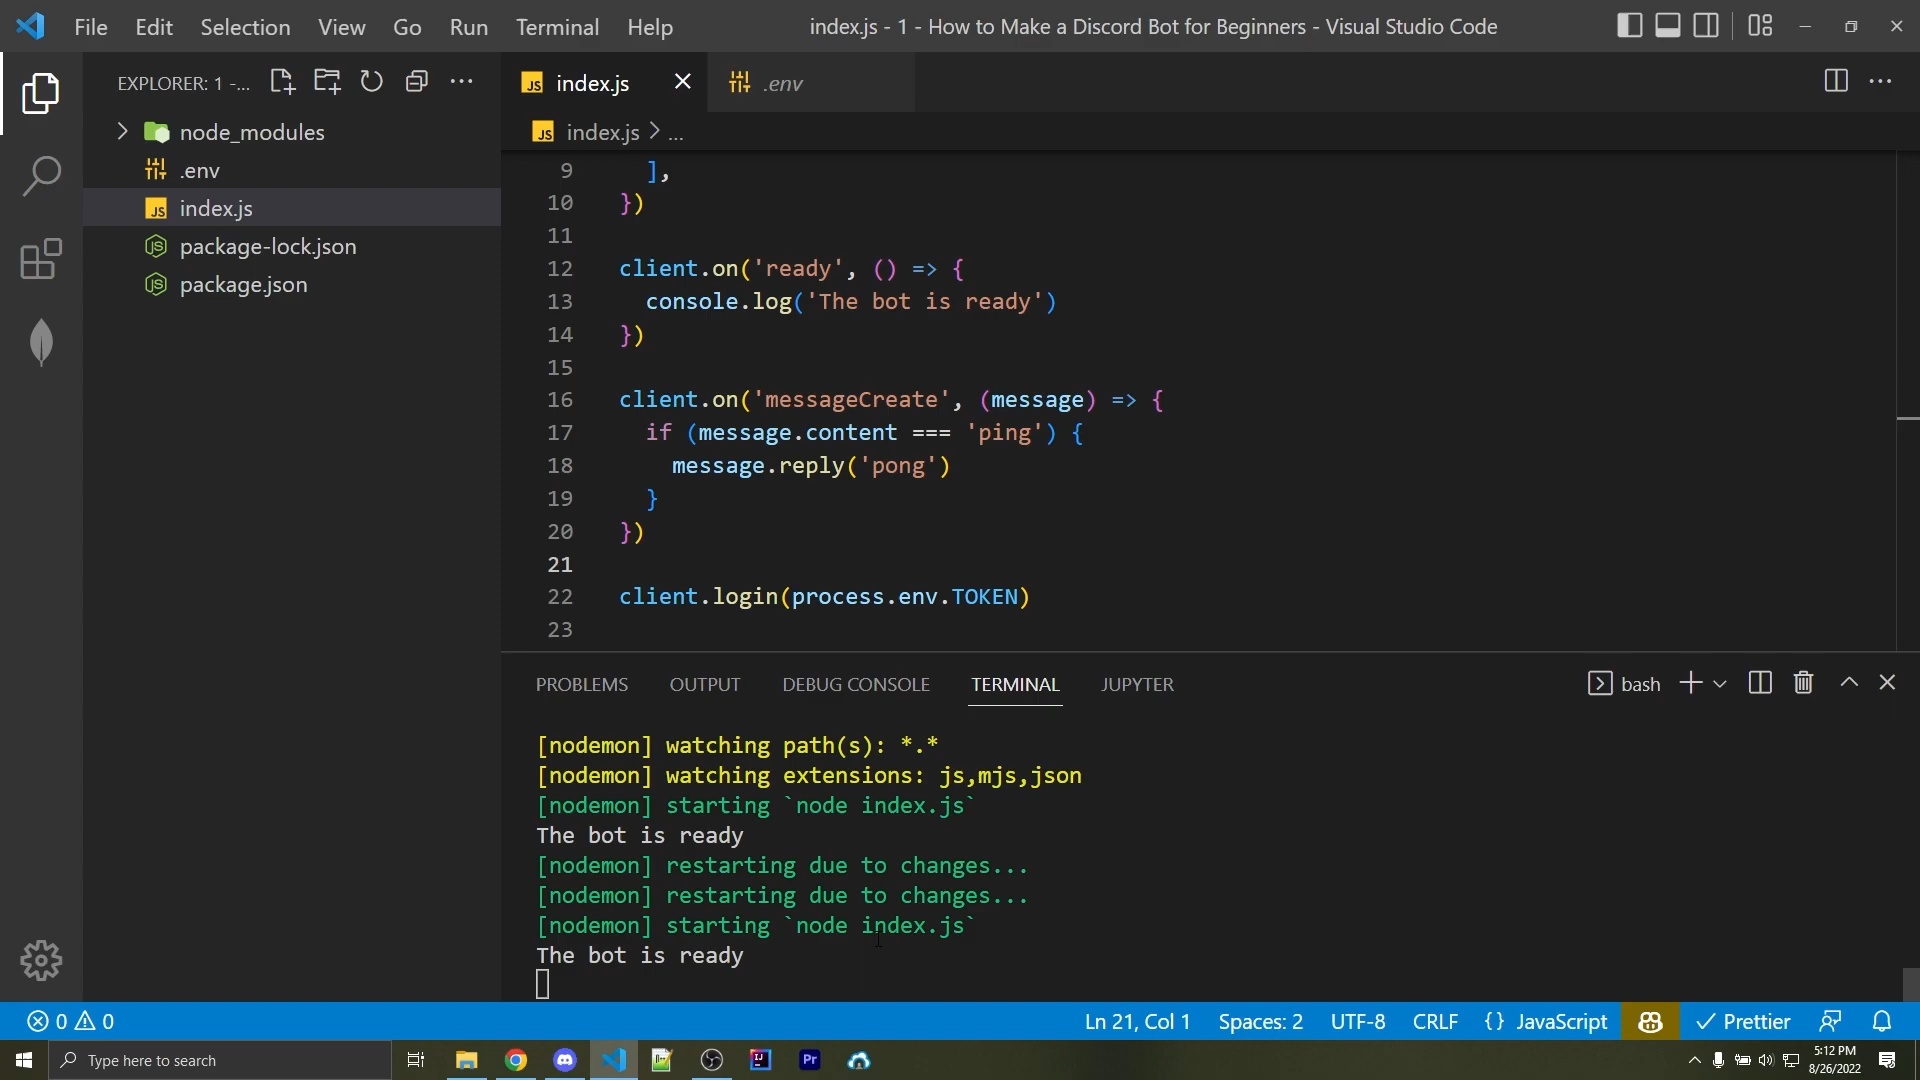 File Edit Selection View Go Run Terminal Help
index.js - 1 - How to Make a Discord Bot for Beginners - Visual Studio Code
EXPLORER: 1 -...
node_modules
.env
JS index.js
package-lock.json
package.json
JS index.js
.env
JS index.js > ...
9 ],
10 })
11
12 client.on('ready', () => {
13 console.log('The bot is ready')
14 })
15
16 client.on('messageCreate', (message) => {
17 if (message.content === 'ping') {
18 message.reply('pong')
19 }
20 })
21
22 client.login(process.env.TOKEN)
23
PROBLEMS OUTPUT DEBUG CONSOLE TERMINAL JUPYTER
bash
[nodemon] watching path(s): *.*
[nodemon] watching extensions: js,mjs,json
[nodemon] starting `node index.js`
The bot is ready
[nodemon] restarting due to changes...
[nodemon] restarting due to changes...
[nodemon] starting `node index.js`
The bot is ready
0 0
Ln 21, Col 1 Spaces: 2 UTF-8 CRLF {} JavaScript Prettier
Type here to search
Pr
5:12 PM
8/26/2022